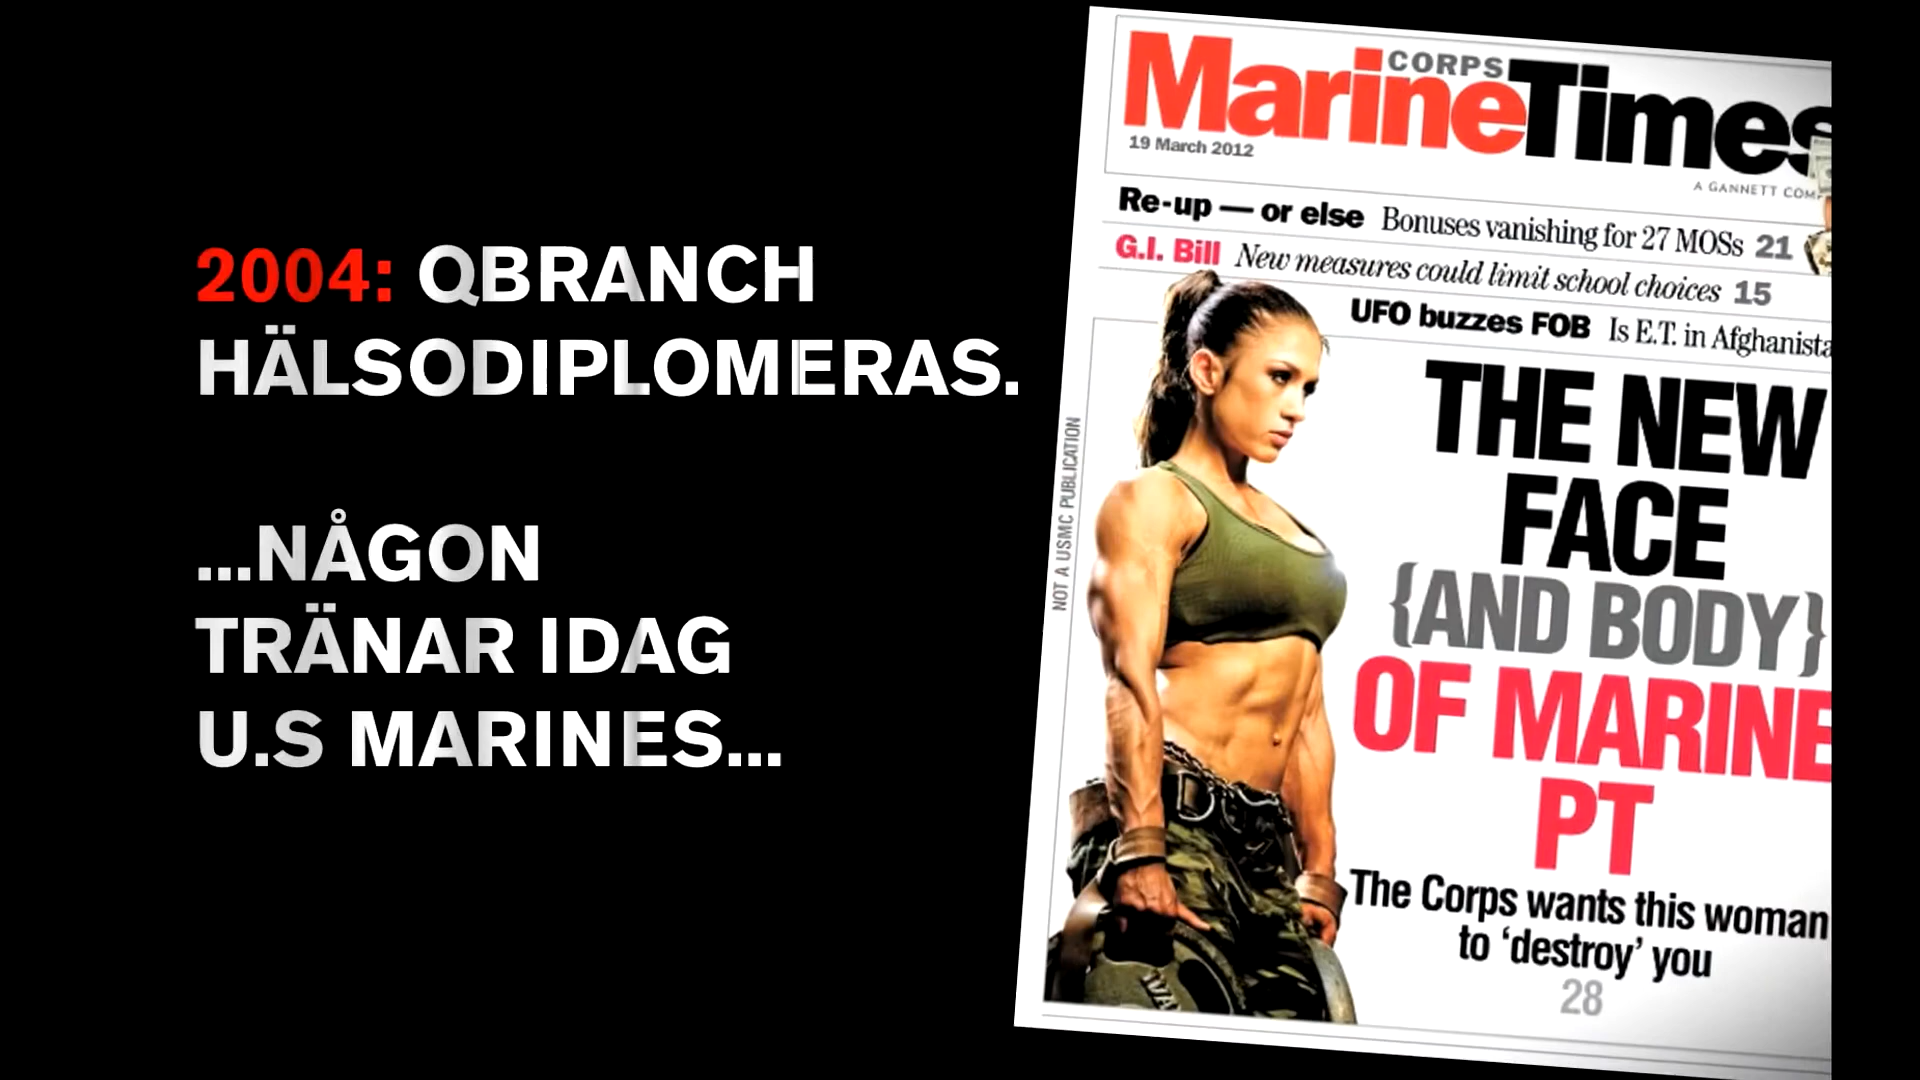 2004: QBRANCH
HÄLSODIPLOMERAS.
...NÅGON
TRÄNAR IDAG
U.S MARINES...
Marine CORPS Times
19 March 2012
A GANNETT
Re-up — or else Bonuses vanishing for 27 MOSs 21
G.I. Bill New measures could limit school choices 15
UFO buzzes FOB Is E.T. in Afghanista
NOT A USMC PUBLICATION
THE NEW
FACE
{AND BODY}
OF MARINE
PT
The Corps wants this woman
to ‘destroy’ you
28